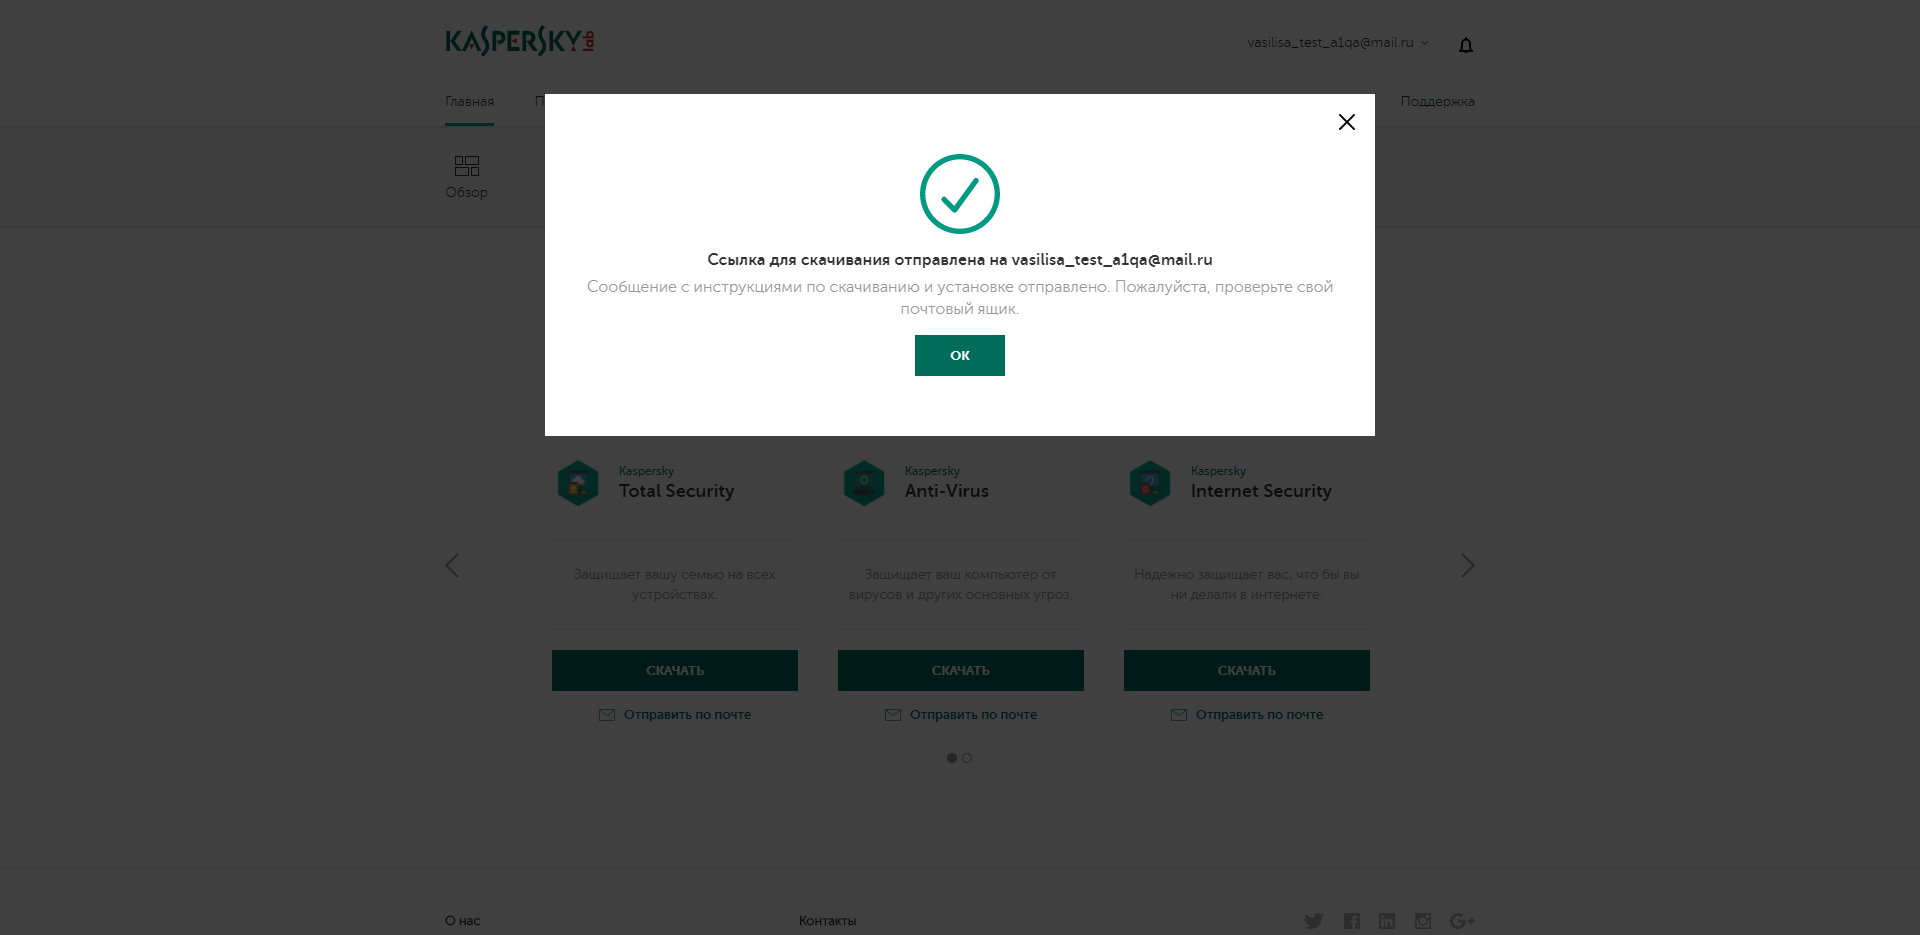 KASPERSKY lab
vasilisa_test_a1qa@mail.ru
Главная
Поддержка
Обзор
Ссылка для скачивания отправлена на vasilisa_test_a1qa@mail.ru
Сообщение с инструкциями по скачиванию и установке отправлено. Пожалуйста, проверьте свой
почтовый ящик.
ОК
Kaspersky
Total Security
Kaspersky
Anti-Virus
Kaspersky
Internet Security
Защищает вашу семью на всех
устройствах.
Защищает ваш компьютер от
вирусов и других основных угроз.
Надежно защищает вас, что бы вы
ни делали в интернете.
СКАЧАТЬ
СКАЧАТЬ
СКАЧАТЬ
Отправить по почте
Отправить по почте
Отправить по почте
О нас
Контакты